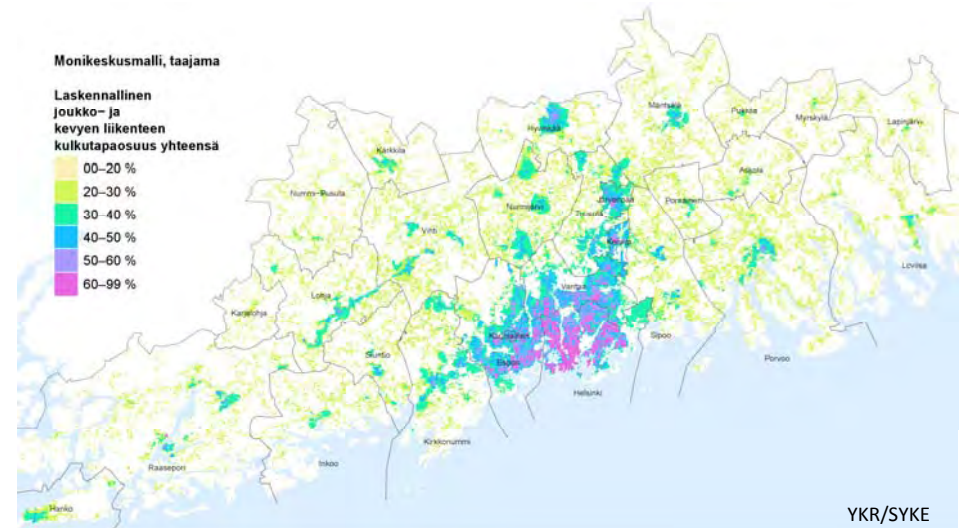 Monikeskusmalli, taajama
Laskennallinen
joukko– ja
kevyen liikenteen
kulkutapaosuus yhteensä
00–20 %
20–30 %
30–40 %
40–50 %
50–60 %
60–99 %
Hyvinkää
Mäntsälä
Pukkila
Myrskylä
Lapinjärvi
Karkkila
Nummi–Pusula
Nurmijärvi
Järvenpää
Tuusula
Pornainen
Askola
Vihti
Kerava
Loviisa
Vantaa
Lohja
Karjalohja
Kauniainen
Sipoo
Siuntio
Espoo
Porvoo
Helsinki
Kirkkonummi
Inkoo
Raasepori
Hanko
YKR/SYKE